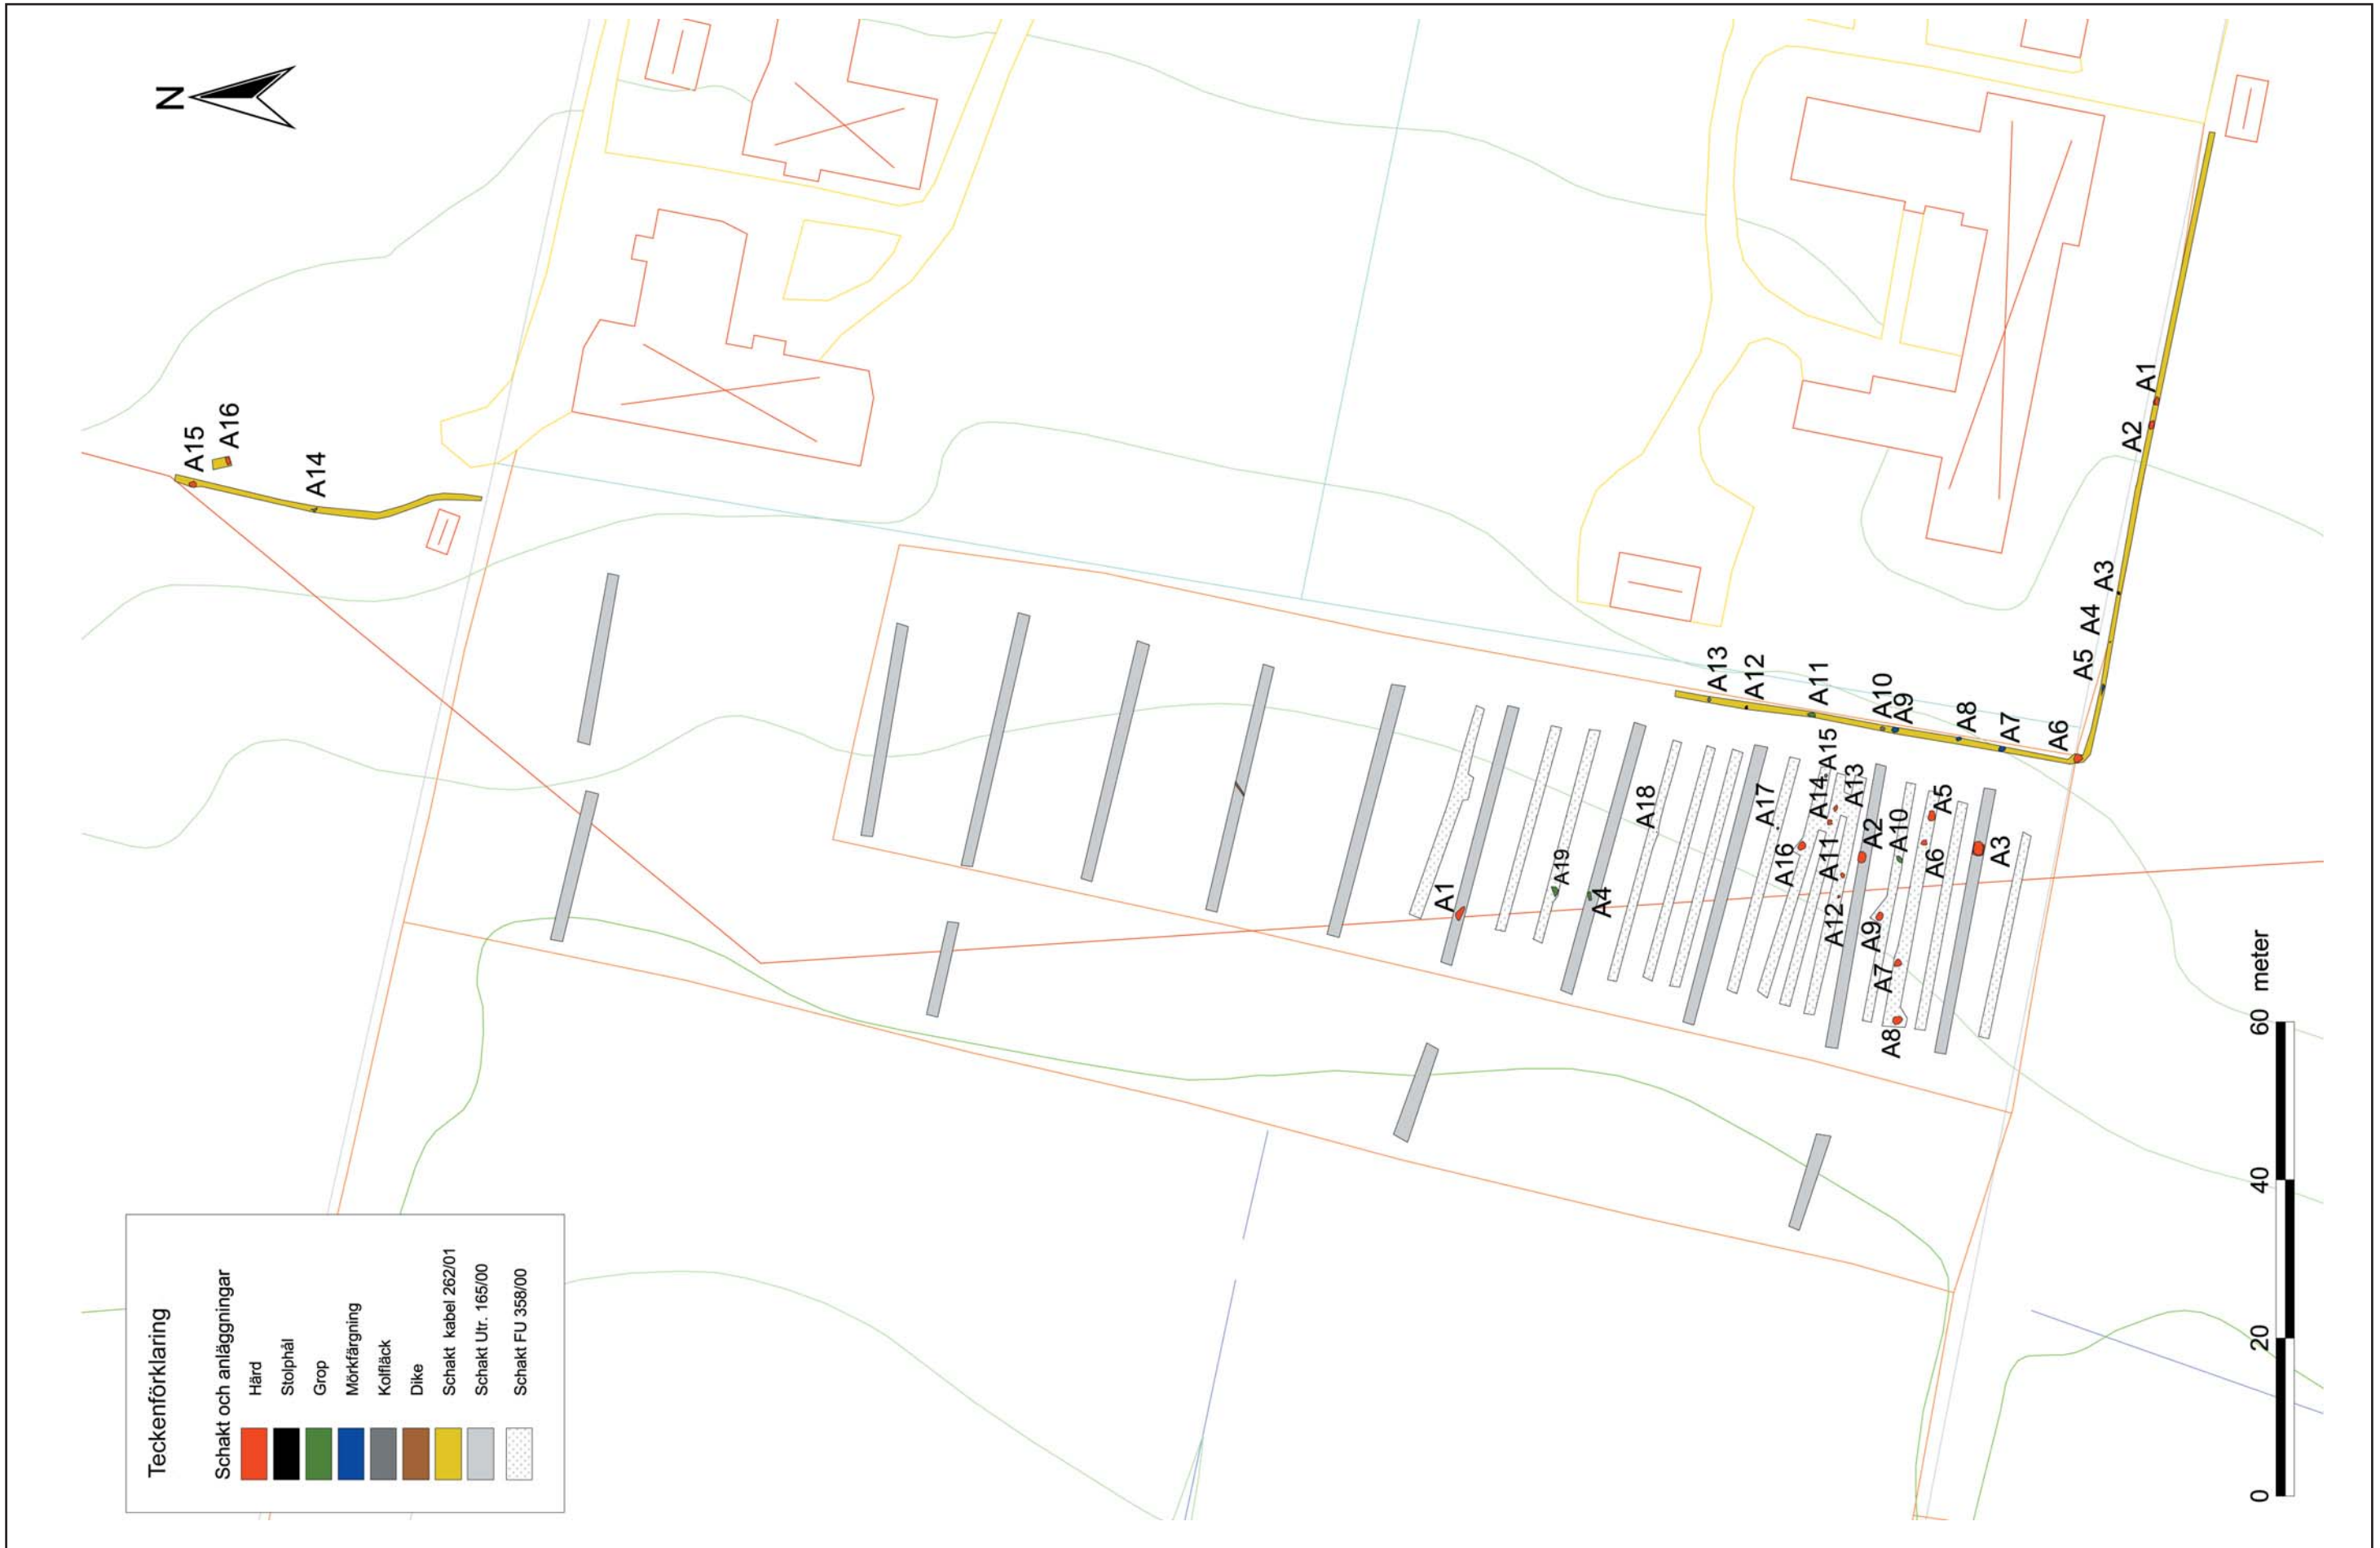 N
A15
A16
A14
A1
A2
A3
A4
A5
A13
A12
A11
A10
A9
A8
A7
A6
A15
A14
A13
A17
A18
A16
A11
A2
A10
A5
A6
A3
A19
A4
A1
A12
A9
A7
A8
Teckenförklaring
Schakt och anläggningar
Härd
Stolphål
Grop
Mörkfärgning
Kolfläck
Dike
Schakt kabel 262/01
Schakt Utr. 165/00
Schakt FU 358/00
0 20 40 60 meter